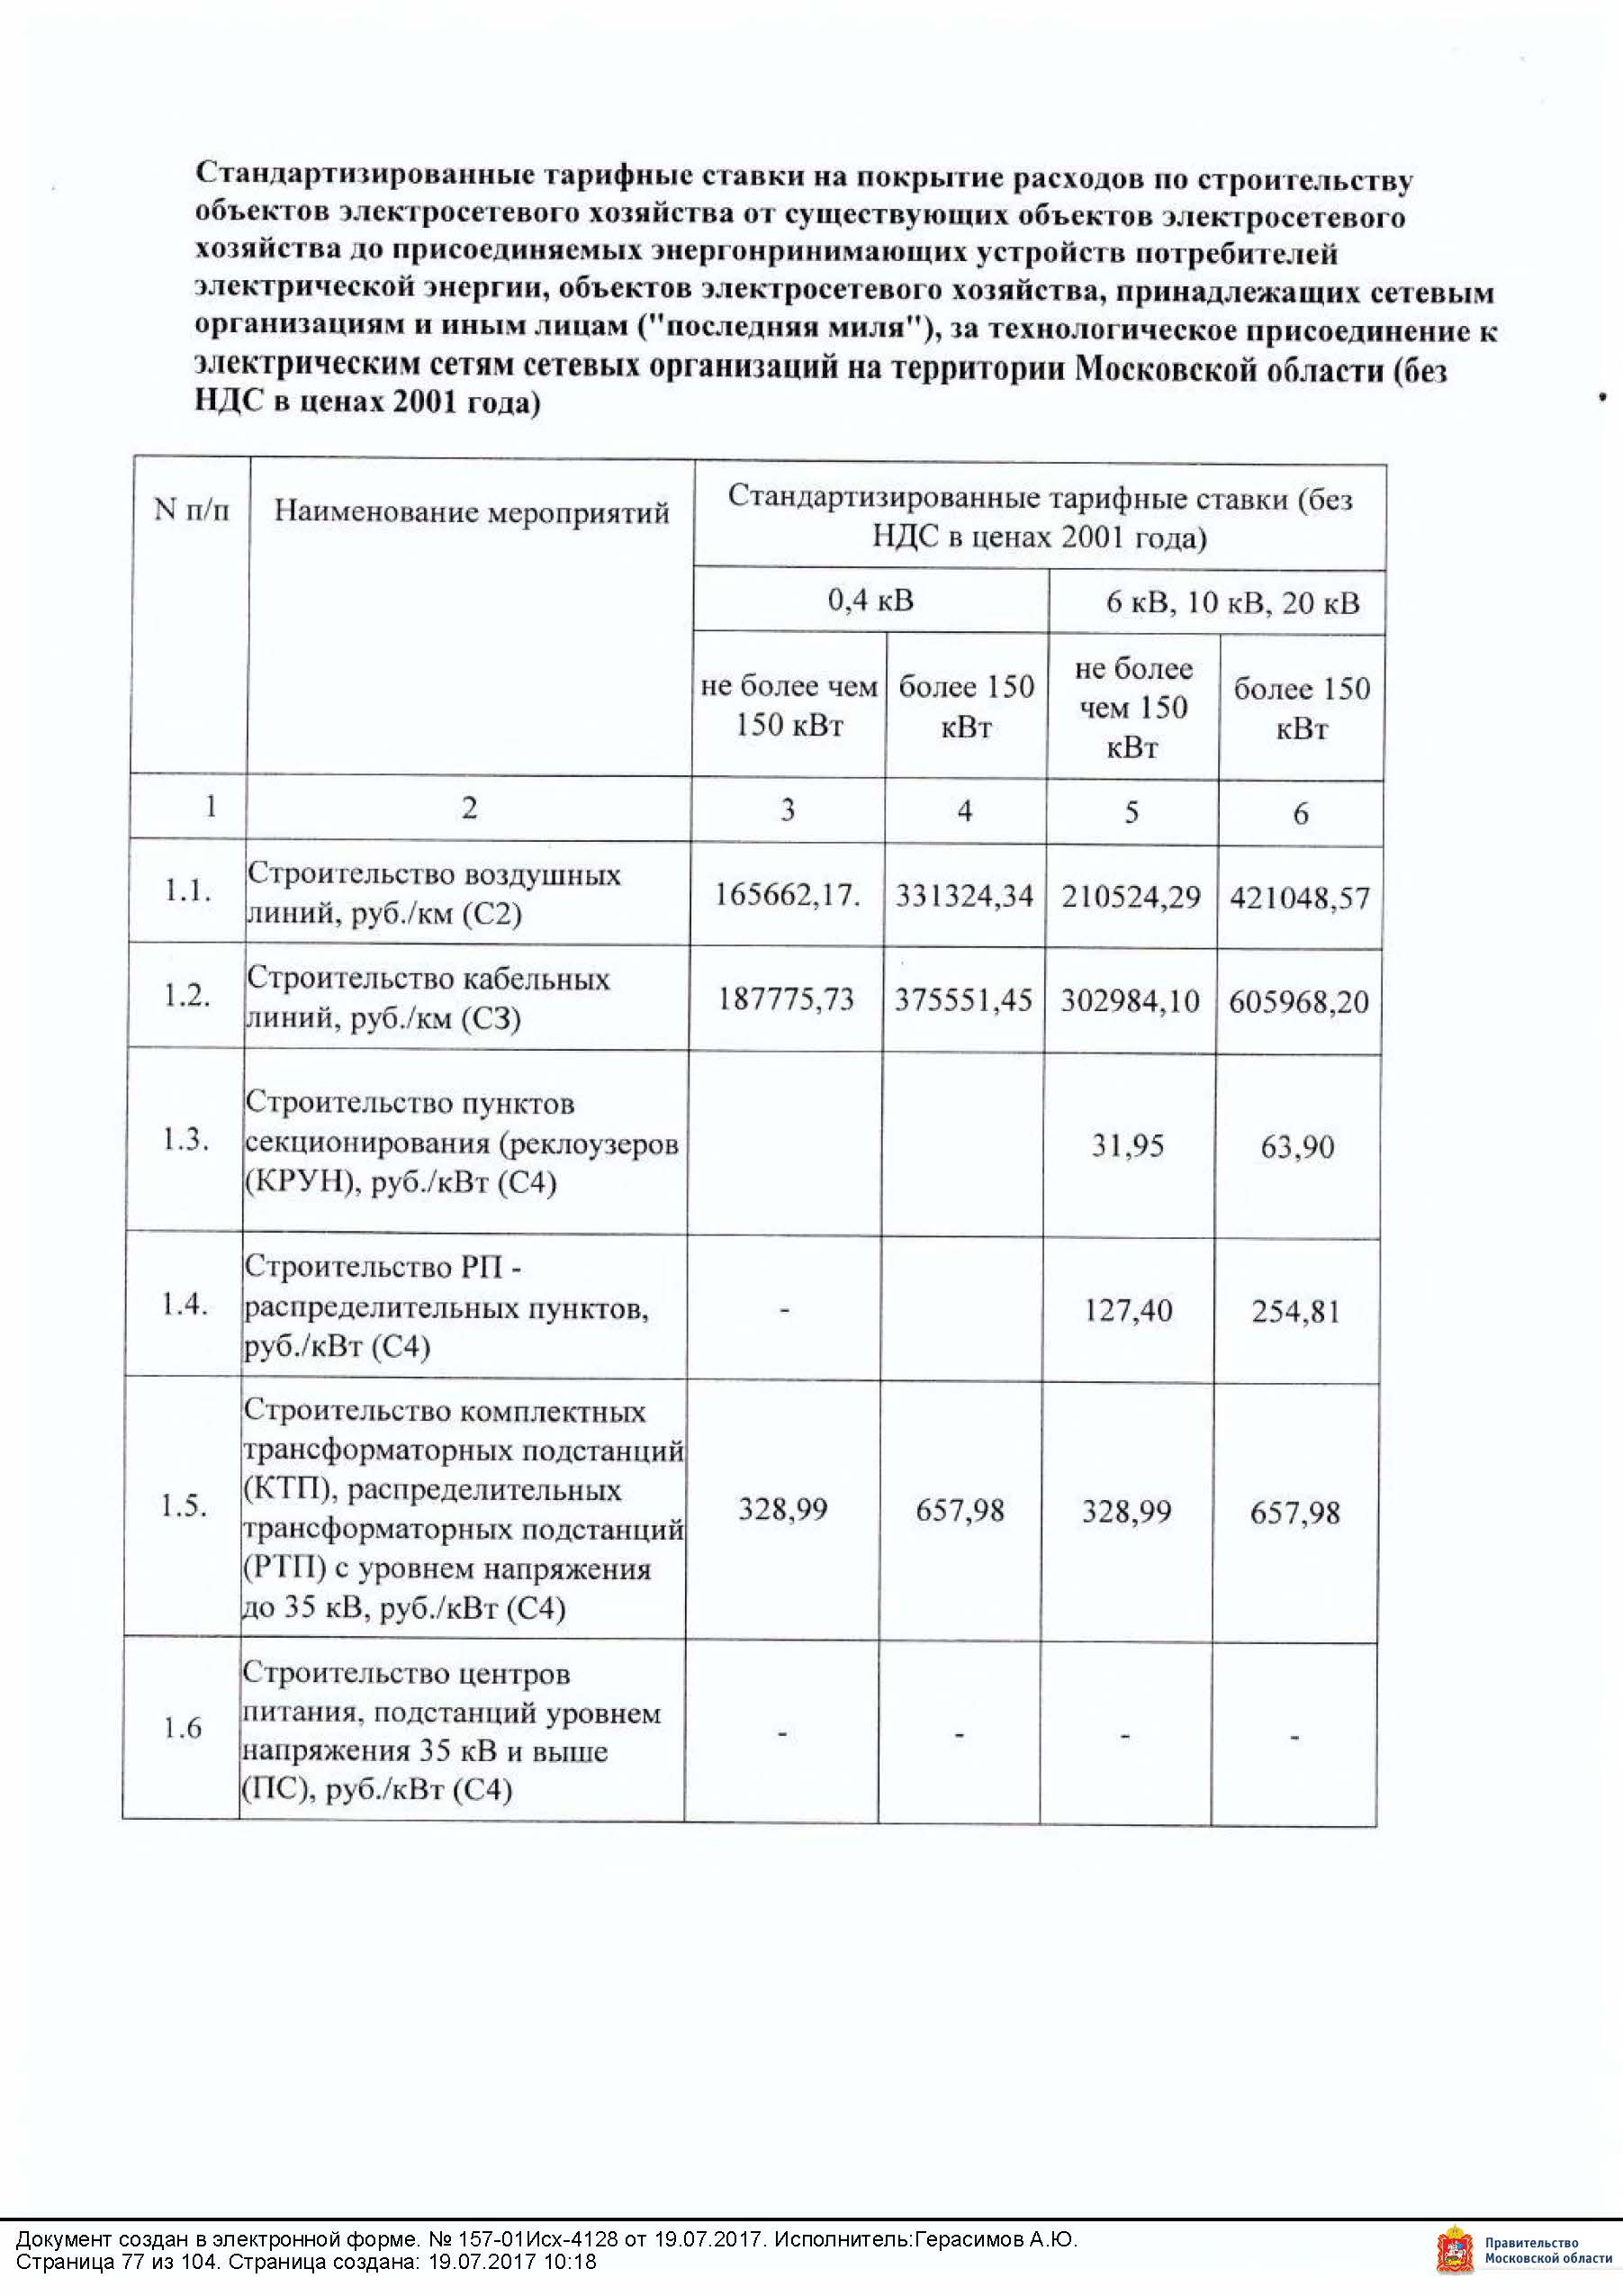 Стандартизированные тарифные ставки на покрытие расходов по строительству
объектов электросетевого хозяйства от существующих объектов электросетевого
хозяйства до присоединяемых энергонринимающих устройств потребителей
электрической энергии, объектов электросетевого хозяйства, принадлежащих сетевым
организациям и иным лицам ("последняя миля"), за технологическое присоединение к
электрическим сетям сетевых организаций на территории Московской области (без
НДС в ценах 2001 года)
N п/п
Наименование мероприятий
Стандартизированные тарифные ставки (без
НДС в ценах 2001 года)
0,4 кВ
6 кВ, 10 кВ, 20 кВ
не более чем
150 кВт
более 150
кВт
не более
чем 150
кВт
более 150
кВт
1
2
3
4
5
6
1.1.
Строительство воздушных
линий, руб./км (С2)
165662,17.
331324,34
210524,29
421048,57
1.2.
Строительство кабельных
линий, руб./км (С3)
187775,73
375551,45
302984,10
605968,20
1.3.
Строительство пунктов
секционирования (реклоузеров
(КРУН), руб./кВт (С4)
31,95
63,90
1.4.
Строительство РП -
распределительных пунктов,
руб./кВт (С4)
-
127,40
254,81
1.5.
Строительство комплектных
трансформаторных подстанций
(КТП), распределительных
трансформаторных подстанций
(РТП) с уровнем напряжения
до 35 кВ, руб./кВт (С4)
328,99
657,98
328,99
657,98
1.6
Строительство центров
питания, подстанций уровнем
напряжения 35 кВ и выше
(ПС), руб./кВт (С4)
-
-
-
-
Документ создан в электронной форме. № 157-01Исх-4128 от 19.07.2017. Исполнитель:Герасимов А.Ю.
Страница 77 из 104. Страница создана: 19.07.2017 10:18
Правительство
Московской области